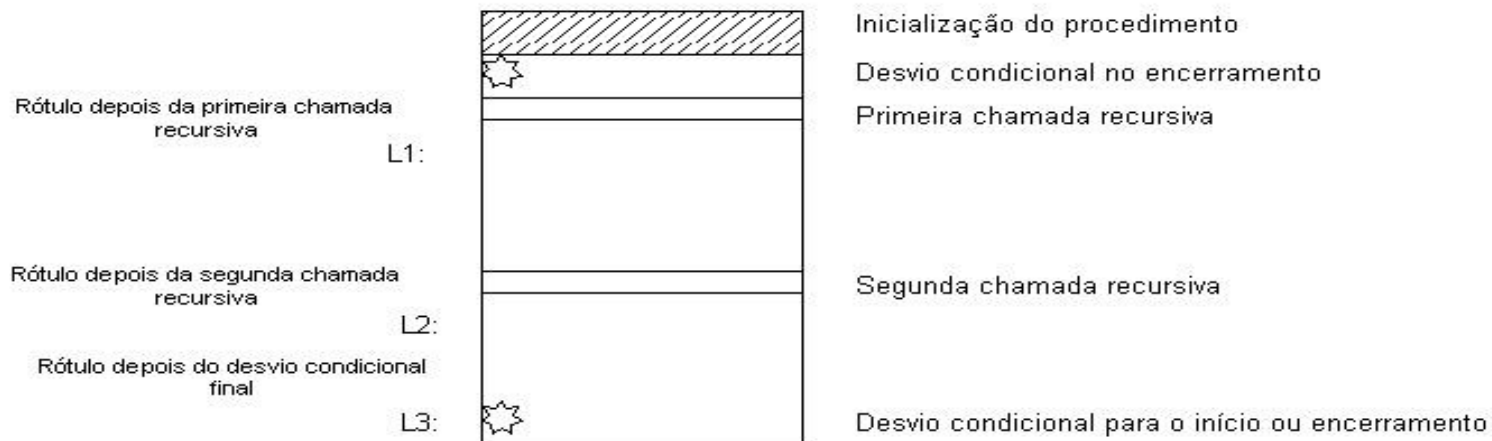 Inicialização do procedimento
Desvio condicional no encerramento
Rótulo depois da primeira chamada
recursiva
Primeira chamada recursiva
L1:
Rótulo depois da segunda chamada
recursiva
Segunda chamada recursiva
L2:
Rótulo depois do desvio condicional
final
L3:
Desvio condicional para o início ou encerramento